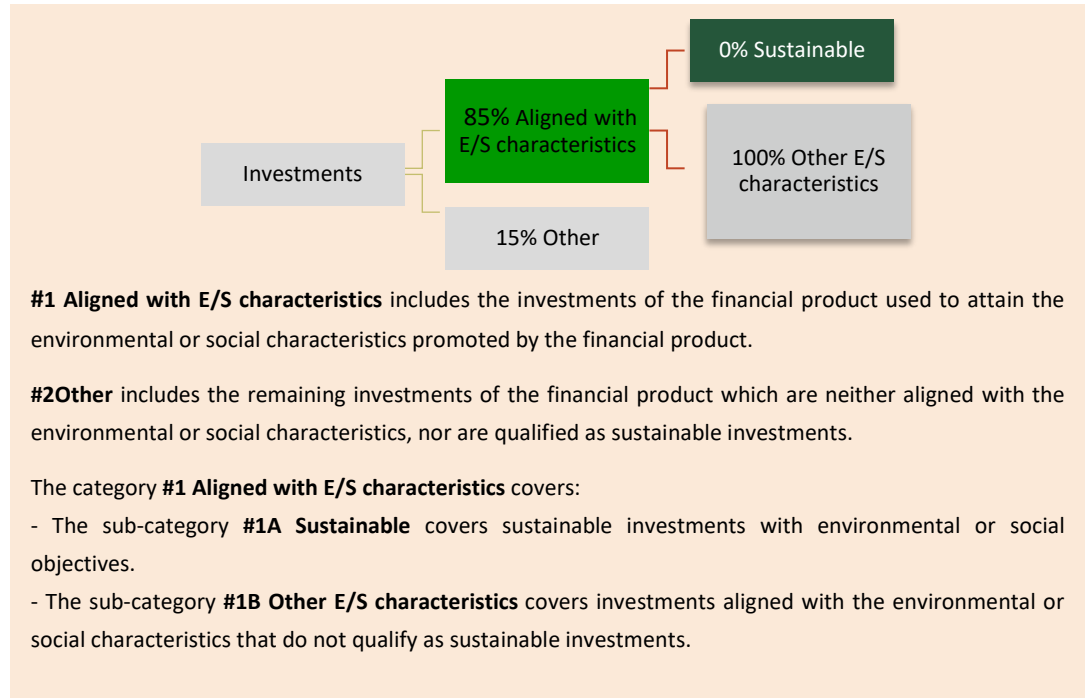 0% Sustainable
85% Aligned with
E/S characteristics
100% Other E/S
characteristics
Investments
15% Other
#1 Aligned with E/S characteristics includes the investments of the financial product used to attain the
environmental or social characteristics promoted by the financial product.
#2Other includes the remaining investments of the financial product which are neither aligned with the
environmental or social characteristics, nor are qualified as sustainable investments.
The category #1 Aligned with E/S characteristics covers:
- The sub-category #1A Sustainable covers sustainable investments with environmental or social
objectives.
- The sub-category #1B Other E/S characteristics covers investments aligned with the environmental or
social characteristics that do not qualify as sustainable investments.